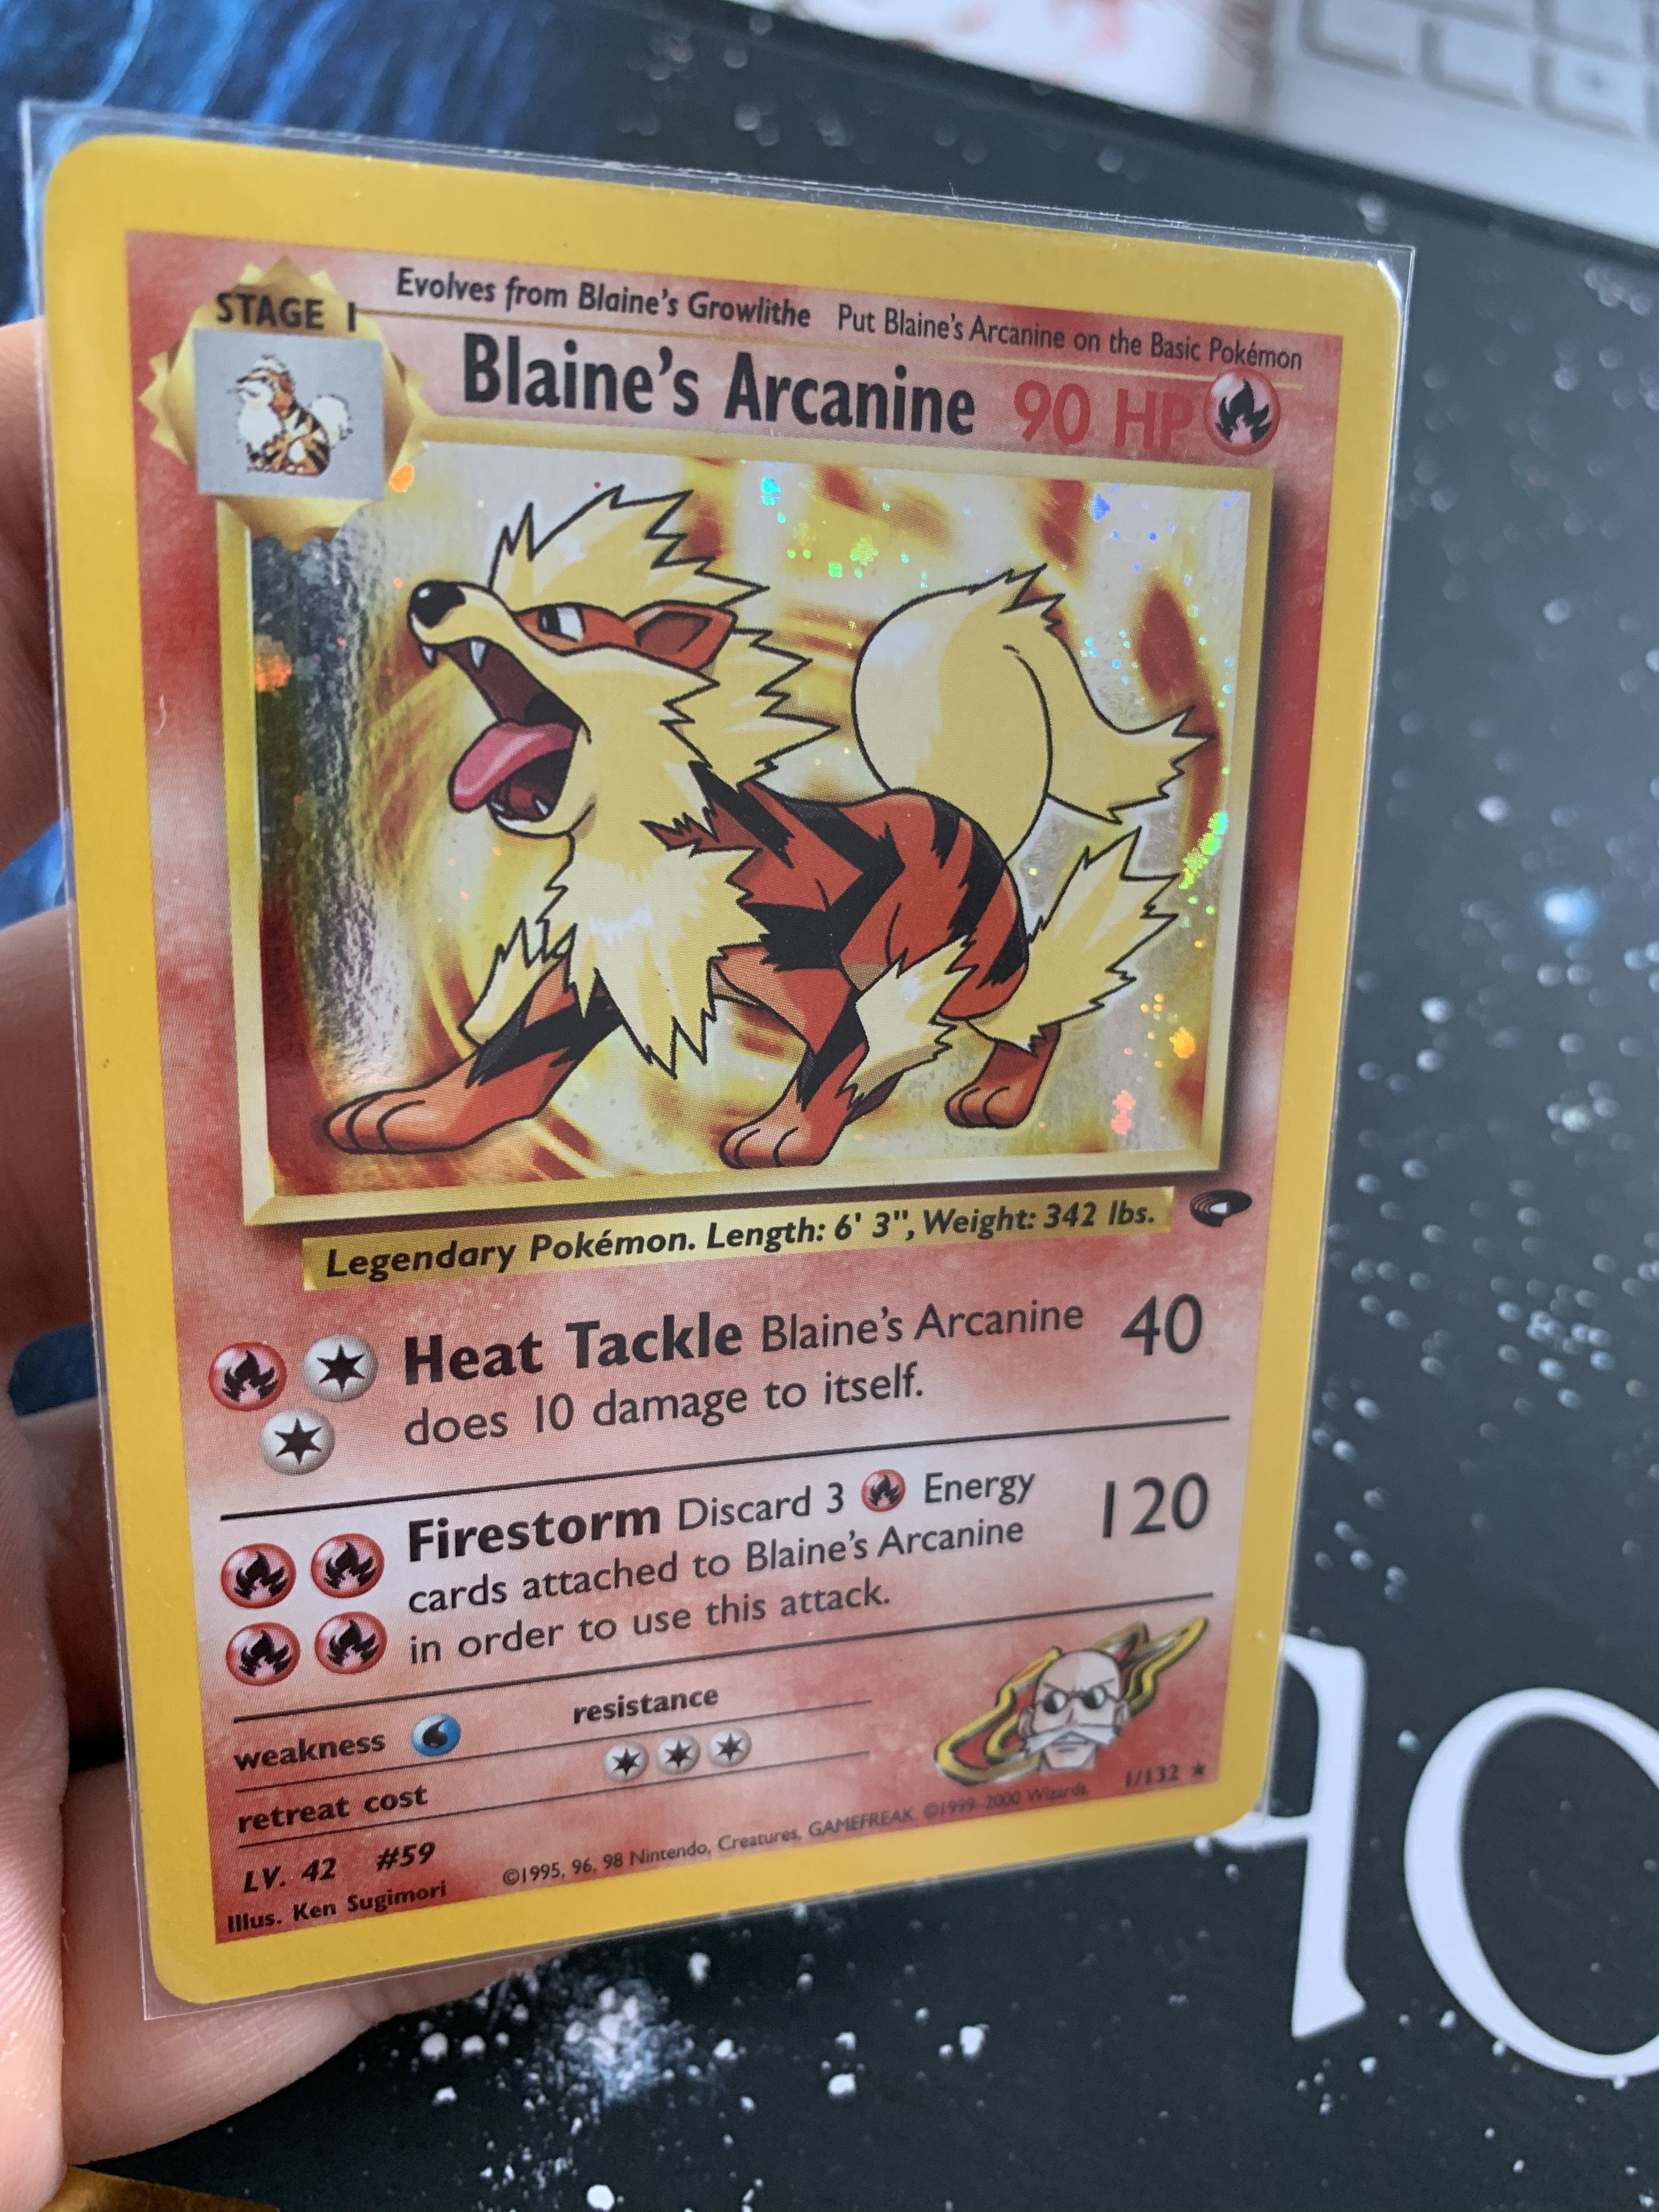 STAGE 1
Evolves from Blaine's Growlithe Put Blaine's Arcanine on the Basic Pokémon
Blaine's Arcanine 90 HP
Legendary Pokémon. Length: 6' 3", Weight: 342 lbs.
Heat Tackle Blaine's Arcanine 40
does 10 damage to itself.
Firestorm Discard 3 Energy 120
cards attached to Blaine's Arcanine
in order to use this attack.
weakness resistance
retreat cost
LV. 42 #59
1/132
Illus. Ken Sugimori ©1995, 96, 98 Nintendo, Creatures, GAMEFREAK. ©1999-2000 Wizards.